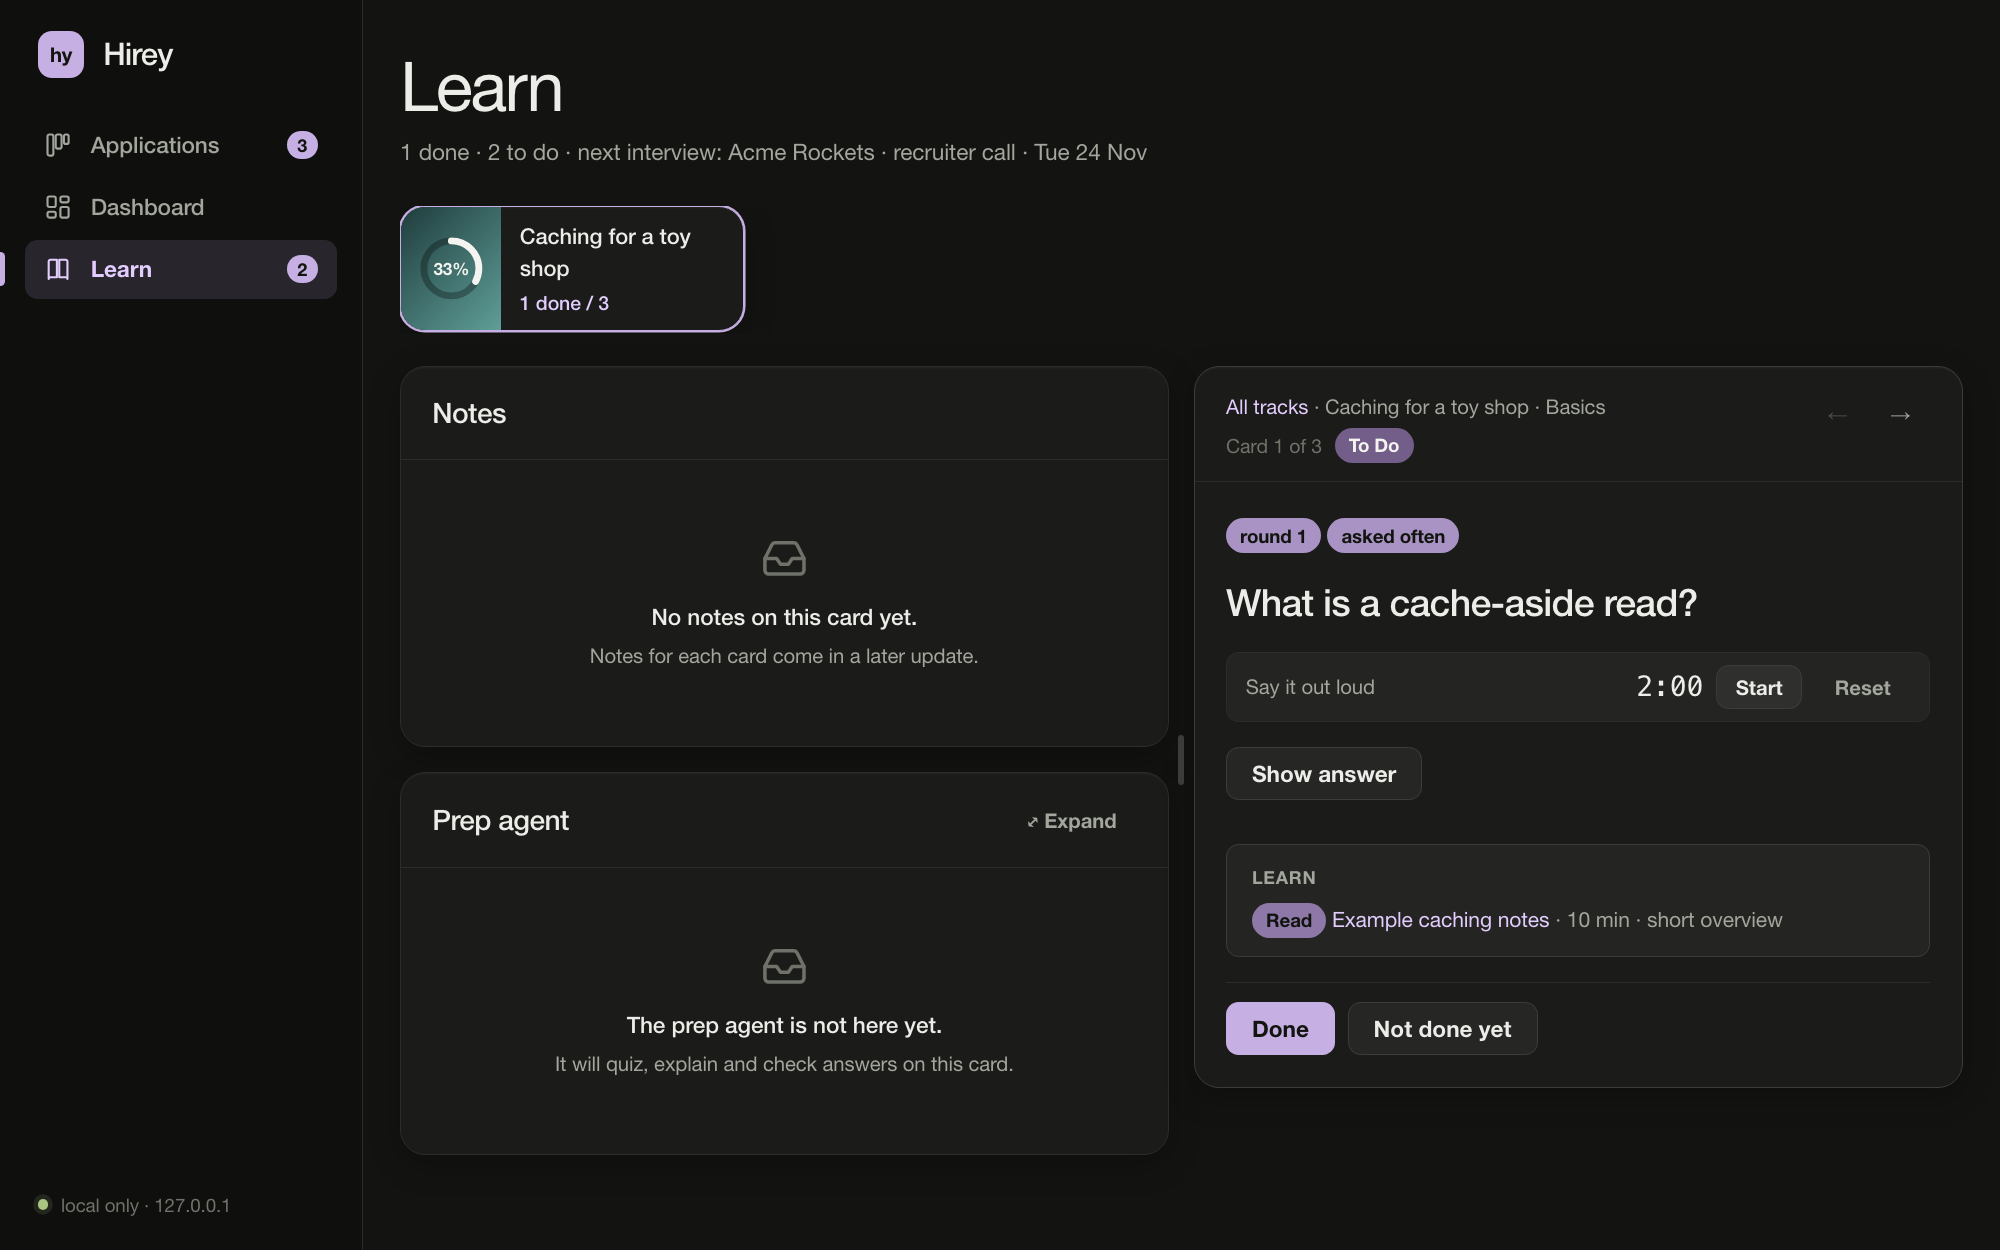 hy Hirey
Applications 3
Dashboard
Learn 2
local only · 127.0.0.1
Learn
1 done · 2 to do · next interview: Acme Rockets · recruiter call · Tue 24 Nov
33%
Caching for a toy
shop
1 done / 3
Notes
No notes on this card yet.
Notes for each card come in a later update.
Prep agent
⤢ Expand
The prep agent is not here yet.
It will quiz, explain and check answers on this card.
All tracks · Caching for a toy shop · Basics
← →
Card 1 of 3 To Do
round 1 asked often
What is a cache-aside read?
Say it out loud 2:00 Start Reset
Show answer
LEARN
Read Example caching notes · 10 min · short overview
Done Not done yet